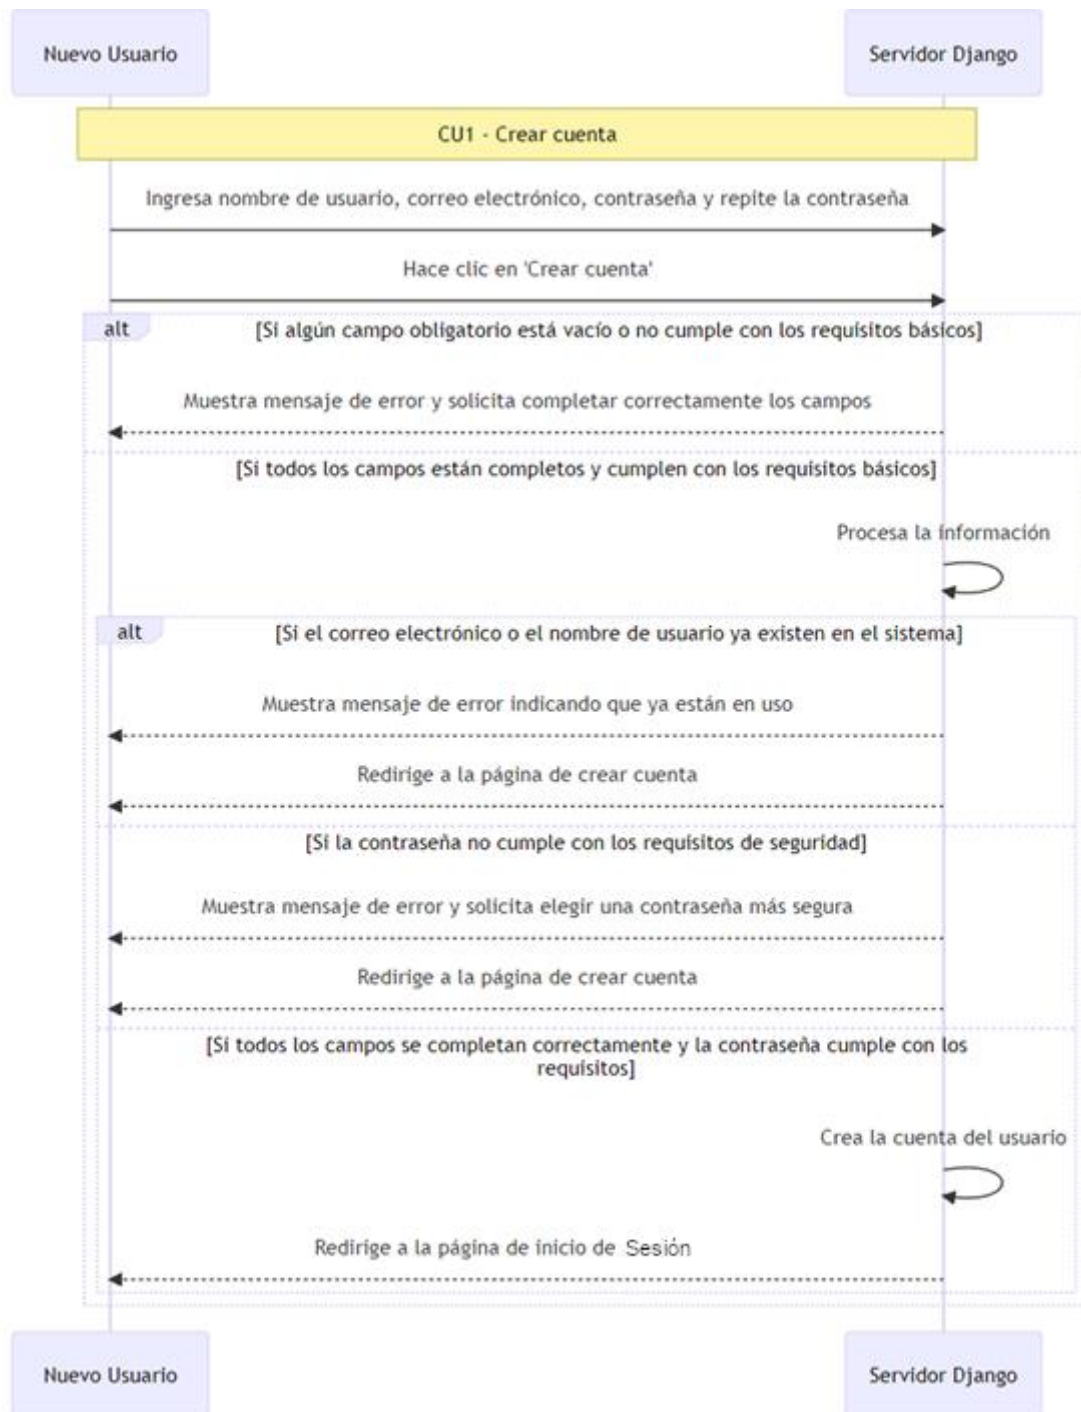 Nuevo Usuario
Servidor Django
CU1 - Crear cuenta
Ingresa nombre de usuario, correo electrónico, contraseña y repite la contraseña
Hace clic en 'Crear cuenta'
alt
[Si algún campo obligatorio está vacío o no cumple con los requisitos básicos]
Muestra mensaje de error y solicita completar correctamente los campos
[Si todos los campos están completos y cumplen con los requisitos básicos]
Procesa la información
alt
[Si el correo electrónico o el nombre de usuario ya existen en el sistema]
Muestra mensaje de error indicando que ya están en uso
Redirige a la página de crear cuenta
[Si la contraseña no cumple con los requisitos de seguridad]
Muestra mensaje de error y solicita elegir una contraseña más segura
Redirige a la página de crear cuenta
[Si todos los campos se completan correctamente y la contraseña cumple con los
requisitos]
Crea la cuenta del usuario
Redirige a la página de inicio de Sesión
Nuevo Usuario
Servidor Django